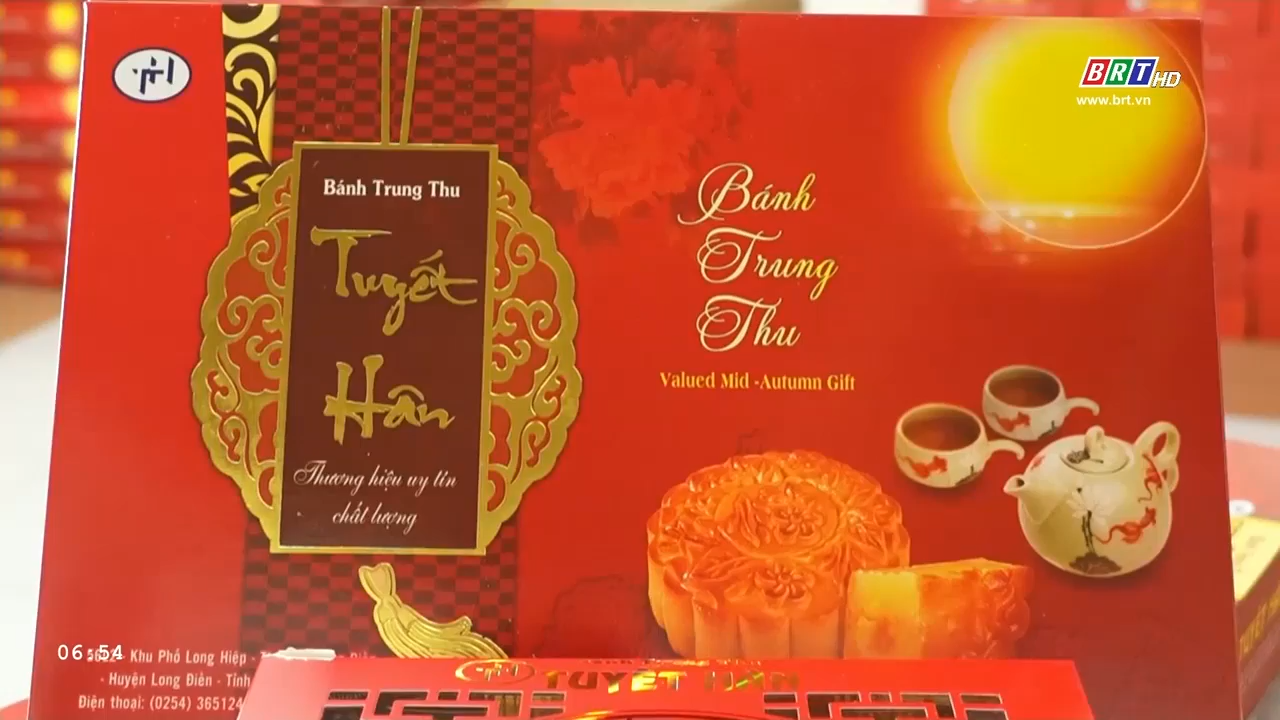 BRT HD
www.brt.vn
Bánh Trung Thu
Tuyết
Hân
Thương hiệu uy tín
chất lượng
Bánh
Trung
Thu
Valued Mid -Autumn Gift
06:54
Khu Phố Long Hiệp -
- Huyện Long Điền - Tỉnh
Điện thoại: (0254) 365124
TUYẾT HÂN